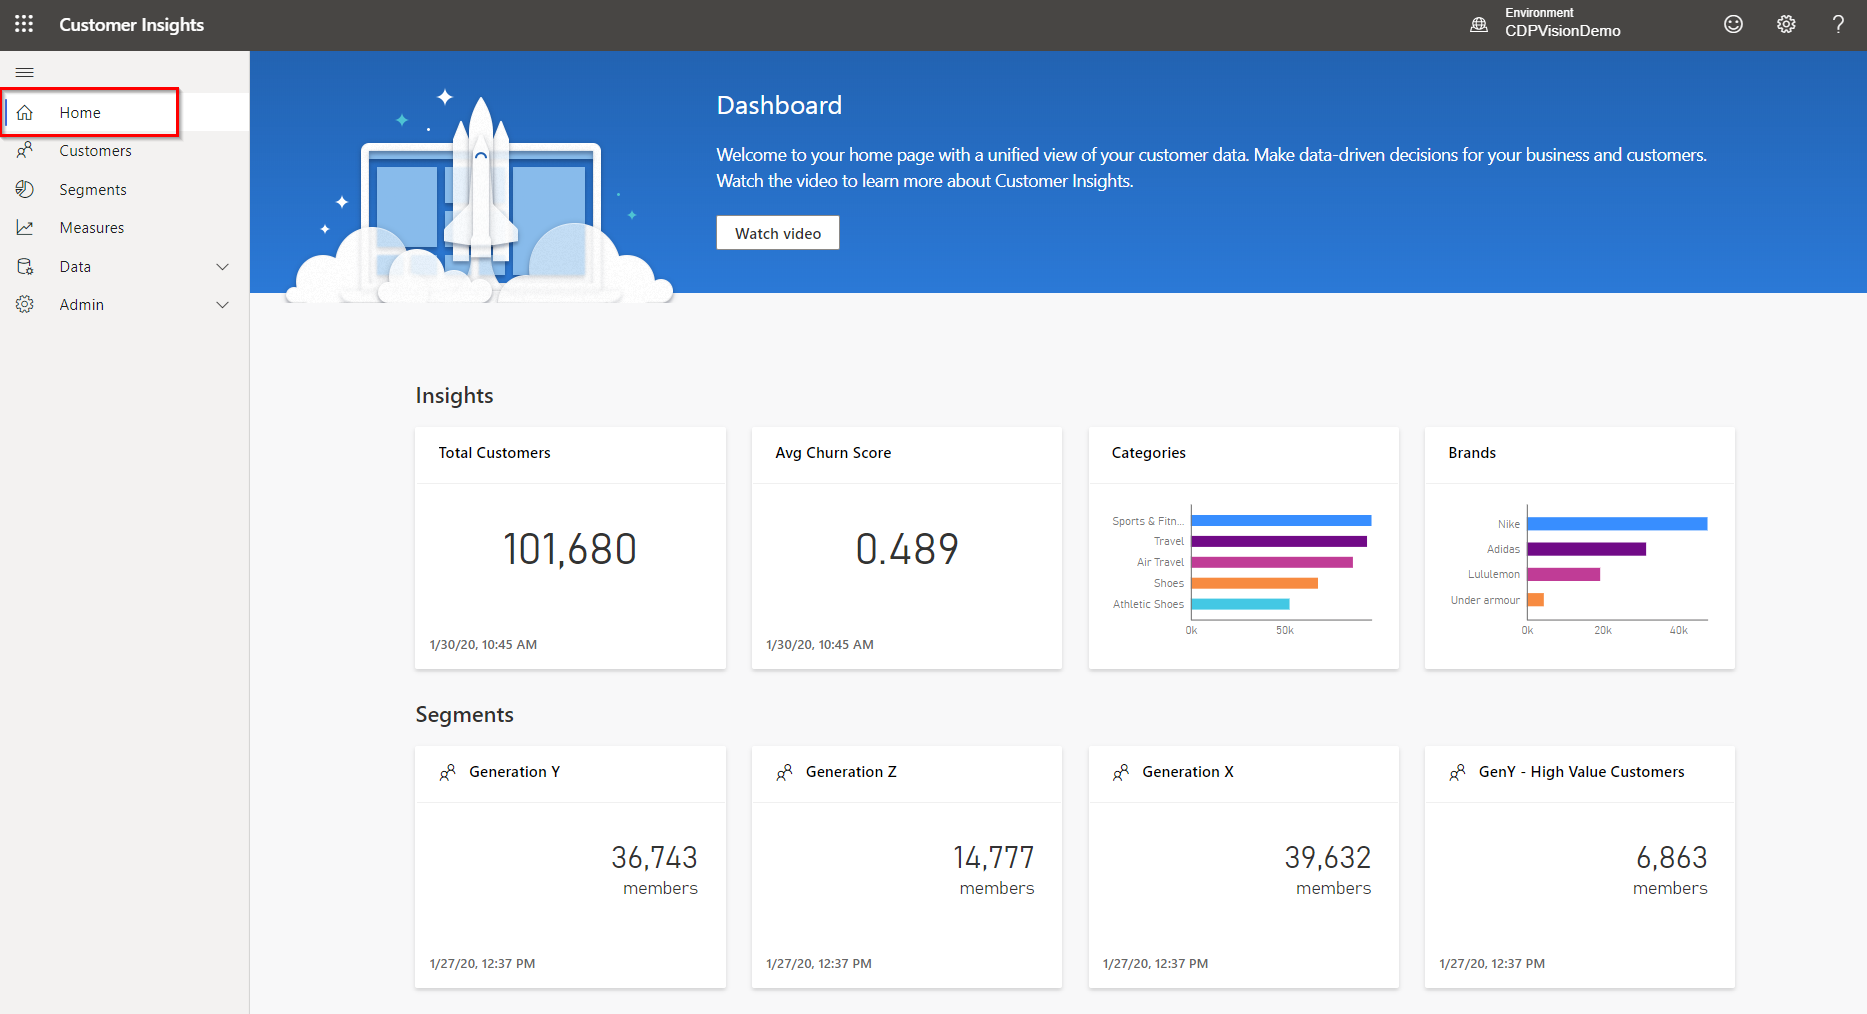 Customer Insights
Environment
CDPVisionDemo
?
Home
Customers
Segments
Measures
Data
Admin
Dashboard
Welcome to your home page with a unified view of your customer data. Make data-driven decisions for your business and customers.
Watch the video to learn more about Customer Insights.
Watch video
Insights
Total Customers
101,680
1/30/20, 10:45 AM
Avg Churn Score
0.489
1/30/20, 10:45 AM
Categories
Sports & Fitn...
Travel
Air Travel
Shoes
Athletic Shoes
0k 50k
Brands
Nike
Adidas
Lululemon
Under armour
0k 20k 40k
Segments
Generation Y
36,743
members
1/27/20, 12:37 PM
Generation Z
14,777
members
1/27/20, 12:37 PM
Generation X
39,632
members
1/27/20, 12:37 PM
GenY - High Value Customers
6,863
members
1/27/20, 12:37 PM